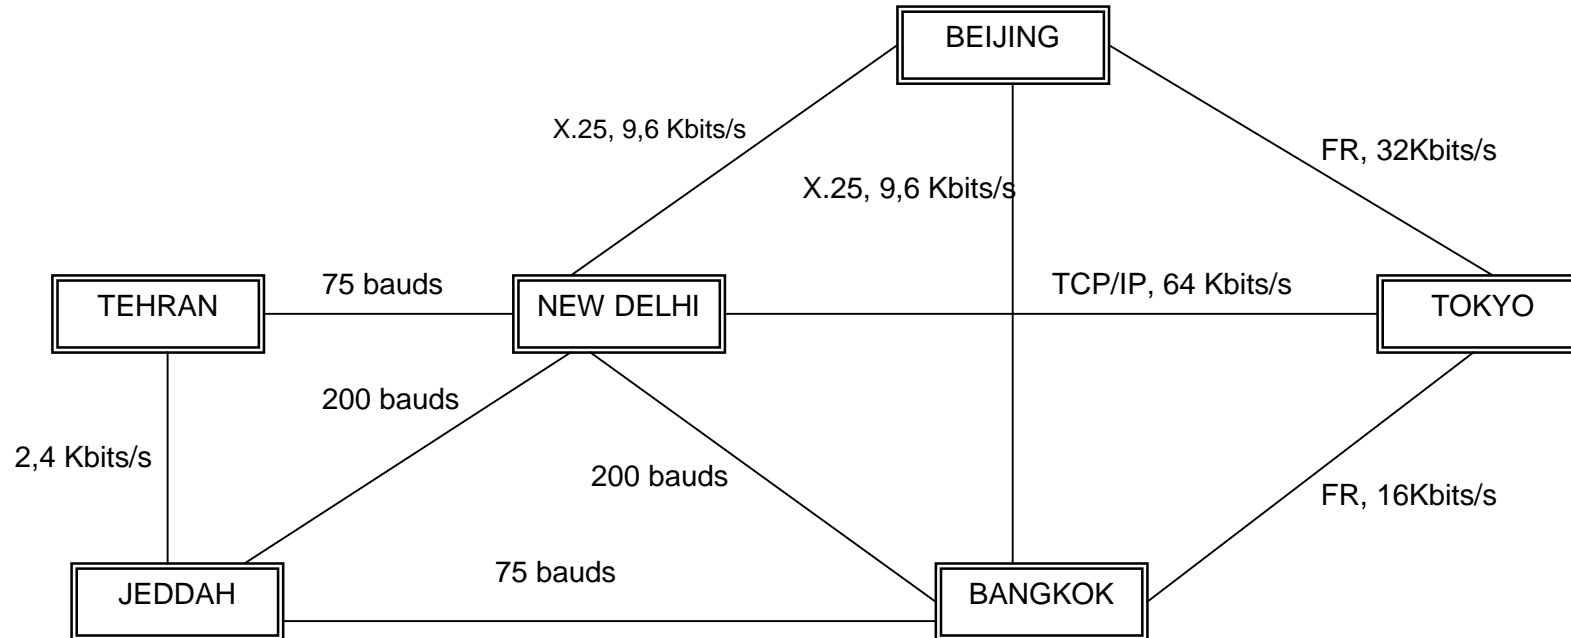 BEIJING
X.25, 9,6 Kbits/s
FR, 32Kbits/s
X.25, 9,6 Kbits/s
75 bauds
TCP/IP, 64 Kbits/s
TEHRAN
NEW DELHI
TOKYO
200 bauds
2,4 Kbits/s
200 bauds
FR, 16Kbits/s
75 bauds
JEDDAH
BANGKOK